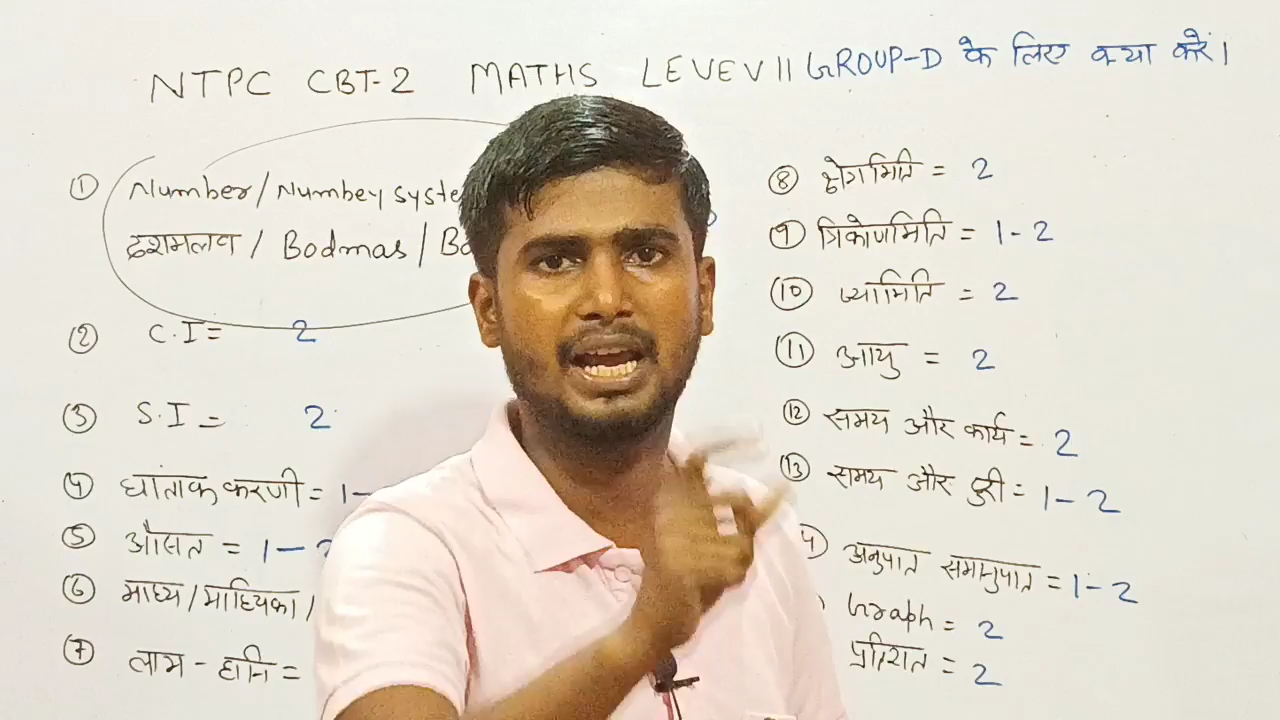 NTPC CBT-2 MATHS LEVEV || GROUP-D के लिए क्या करें।
① Number/Numbey syste
दशमलव / Bodmas / Bo
② C.I = 2
③ S.I = 2
④ घांताक करणी = 1-
⑤ औसत = 1-2
⑥ माध्य/माध्यिका /
⑦ लाभ - हानि =
⑧ क्षेत्रमिति = 2
⑨ त्रिकोणमिति = 1-2
⑩ ज्यामिति = 2
⑪ आयु = 2
⑫ समय और कार्य = 2
⑬ समय और दुरी = 1-2
4 अनुपात समानुपात = 1-2
Graph = 2
प्रतिशत = 2